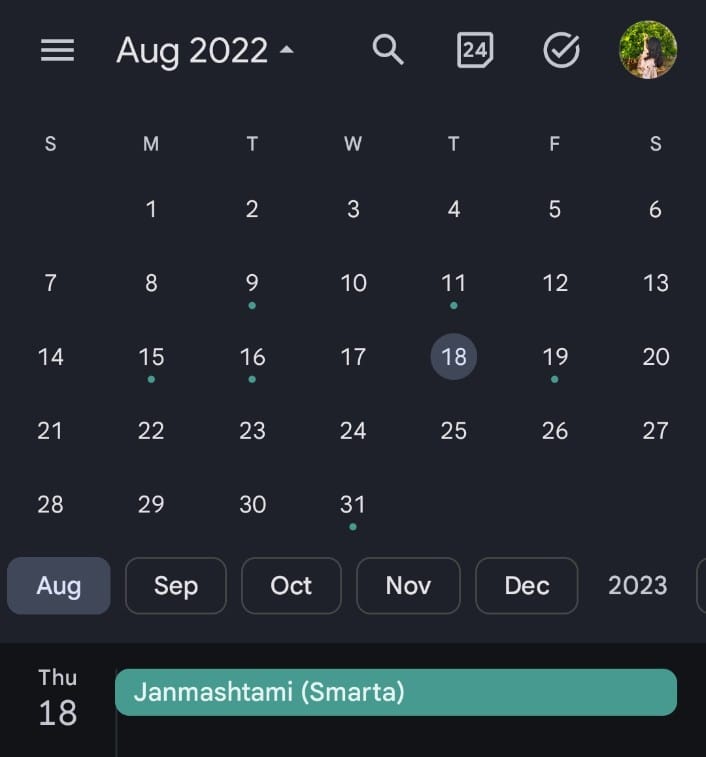 Aug 2022 24
S M T W T F S
1 2 3 4 5 6
7 8 9 10 11 12 13
14 15 16 17 18 19 20
21 22 23 24 25 26 27
28 29 30 31
Aug Sep Oct Nov Dec 2023
Thu
18
Janmashtami (Smarta)